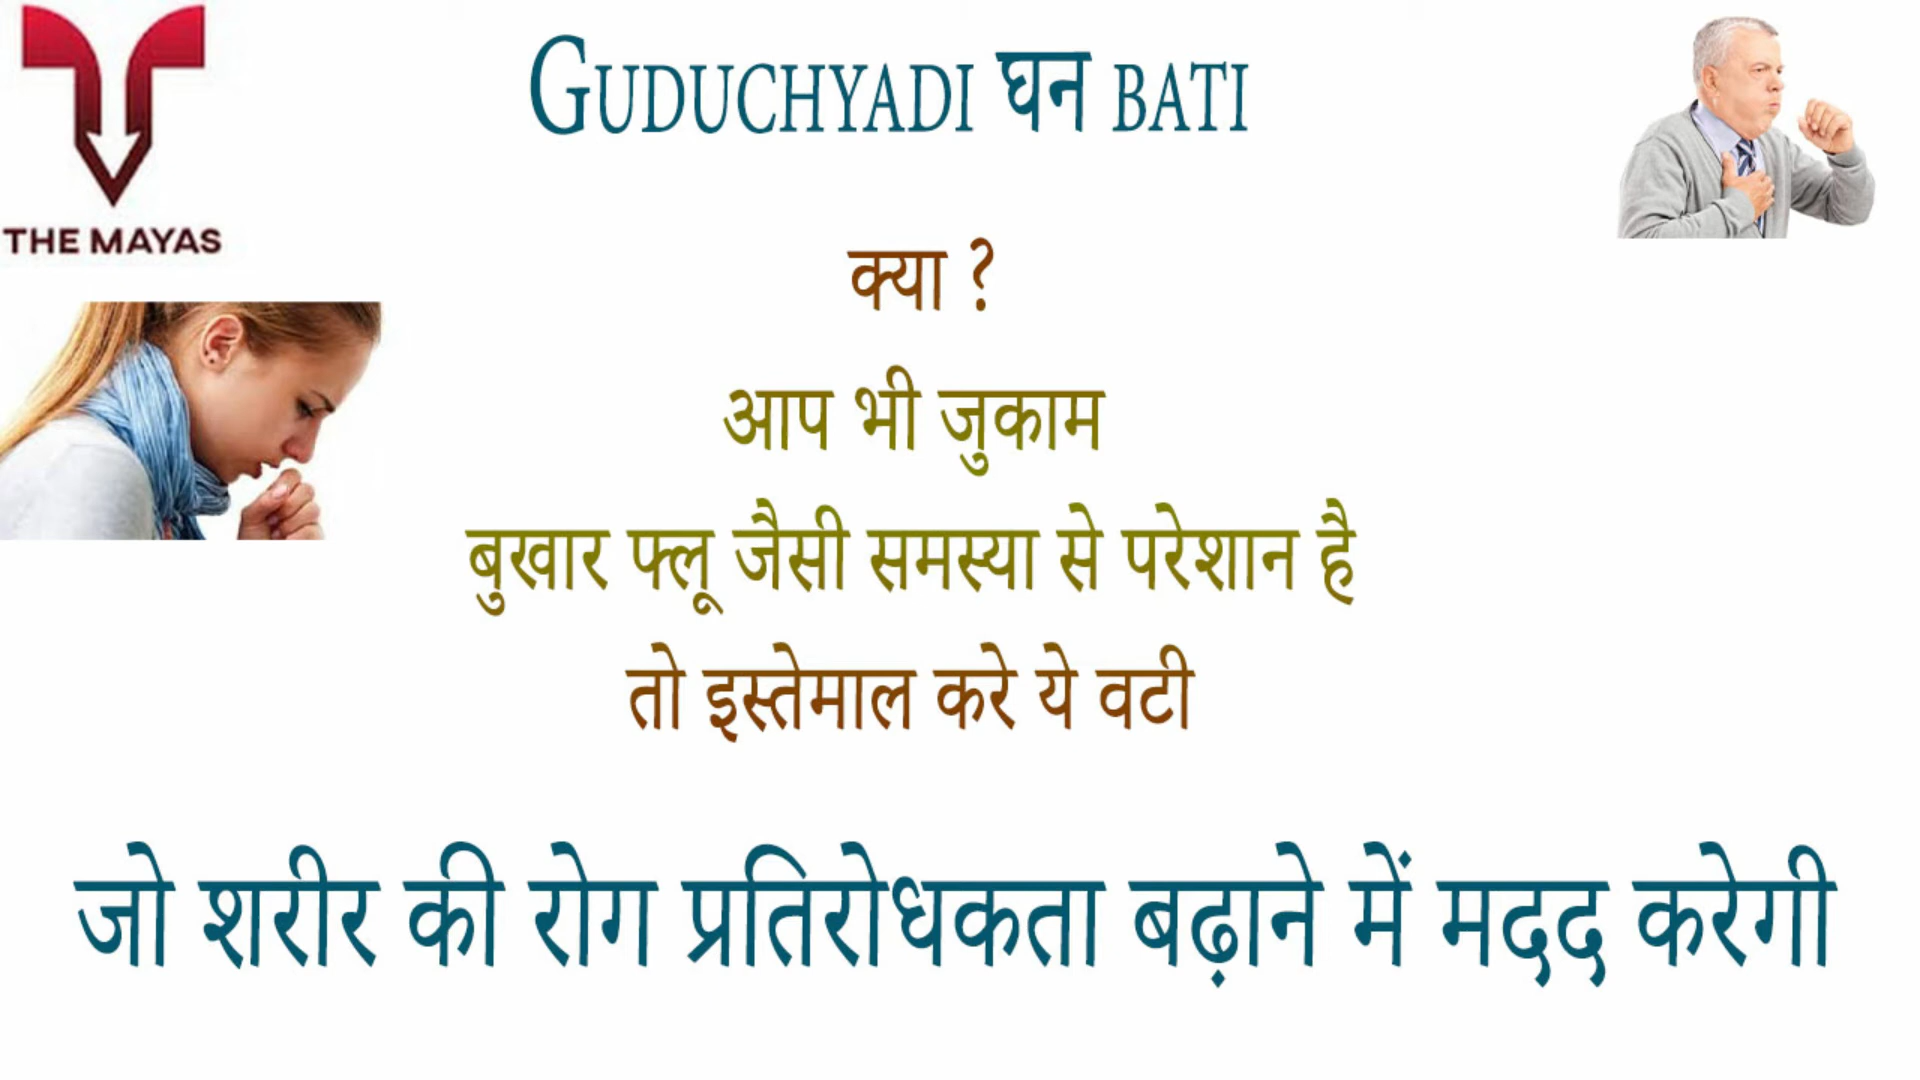 GUDUCHYADI घन BATI
THE MAYAS
क्या ?
आप भी जुकाम
बुखार फ्लू जैसी समस्या से परेशान है
तो इस्तेमाल करे ये वटी
जो शरीर की रोग प्रतिरोधकता बढ़ाने में मदद करेगी